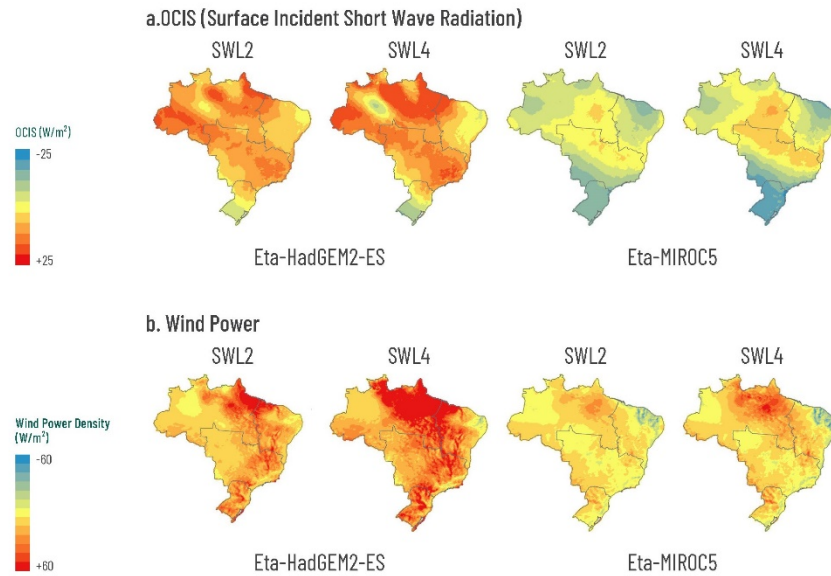 a.OCIS (Surface Incident Short Wave Radiation)
SWL2 SWL4 SWL2 SWL4
OCIS (W/m²)
-25
+25
Eta-HadGEM2-ES Eta-MIROC5
b. Wind Power
SWL2 SWL4 SWL2 SWL4
Wind Power Density
(W/m²)
-60
+60
Eta-HadGEM2-ES Eta-MIROC5